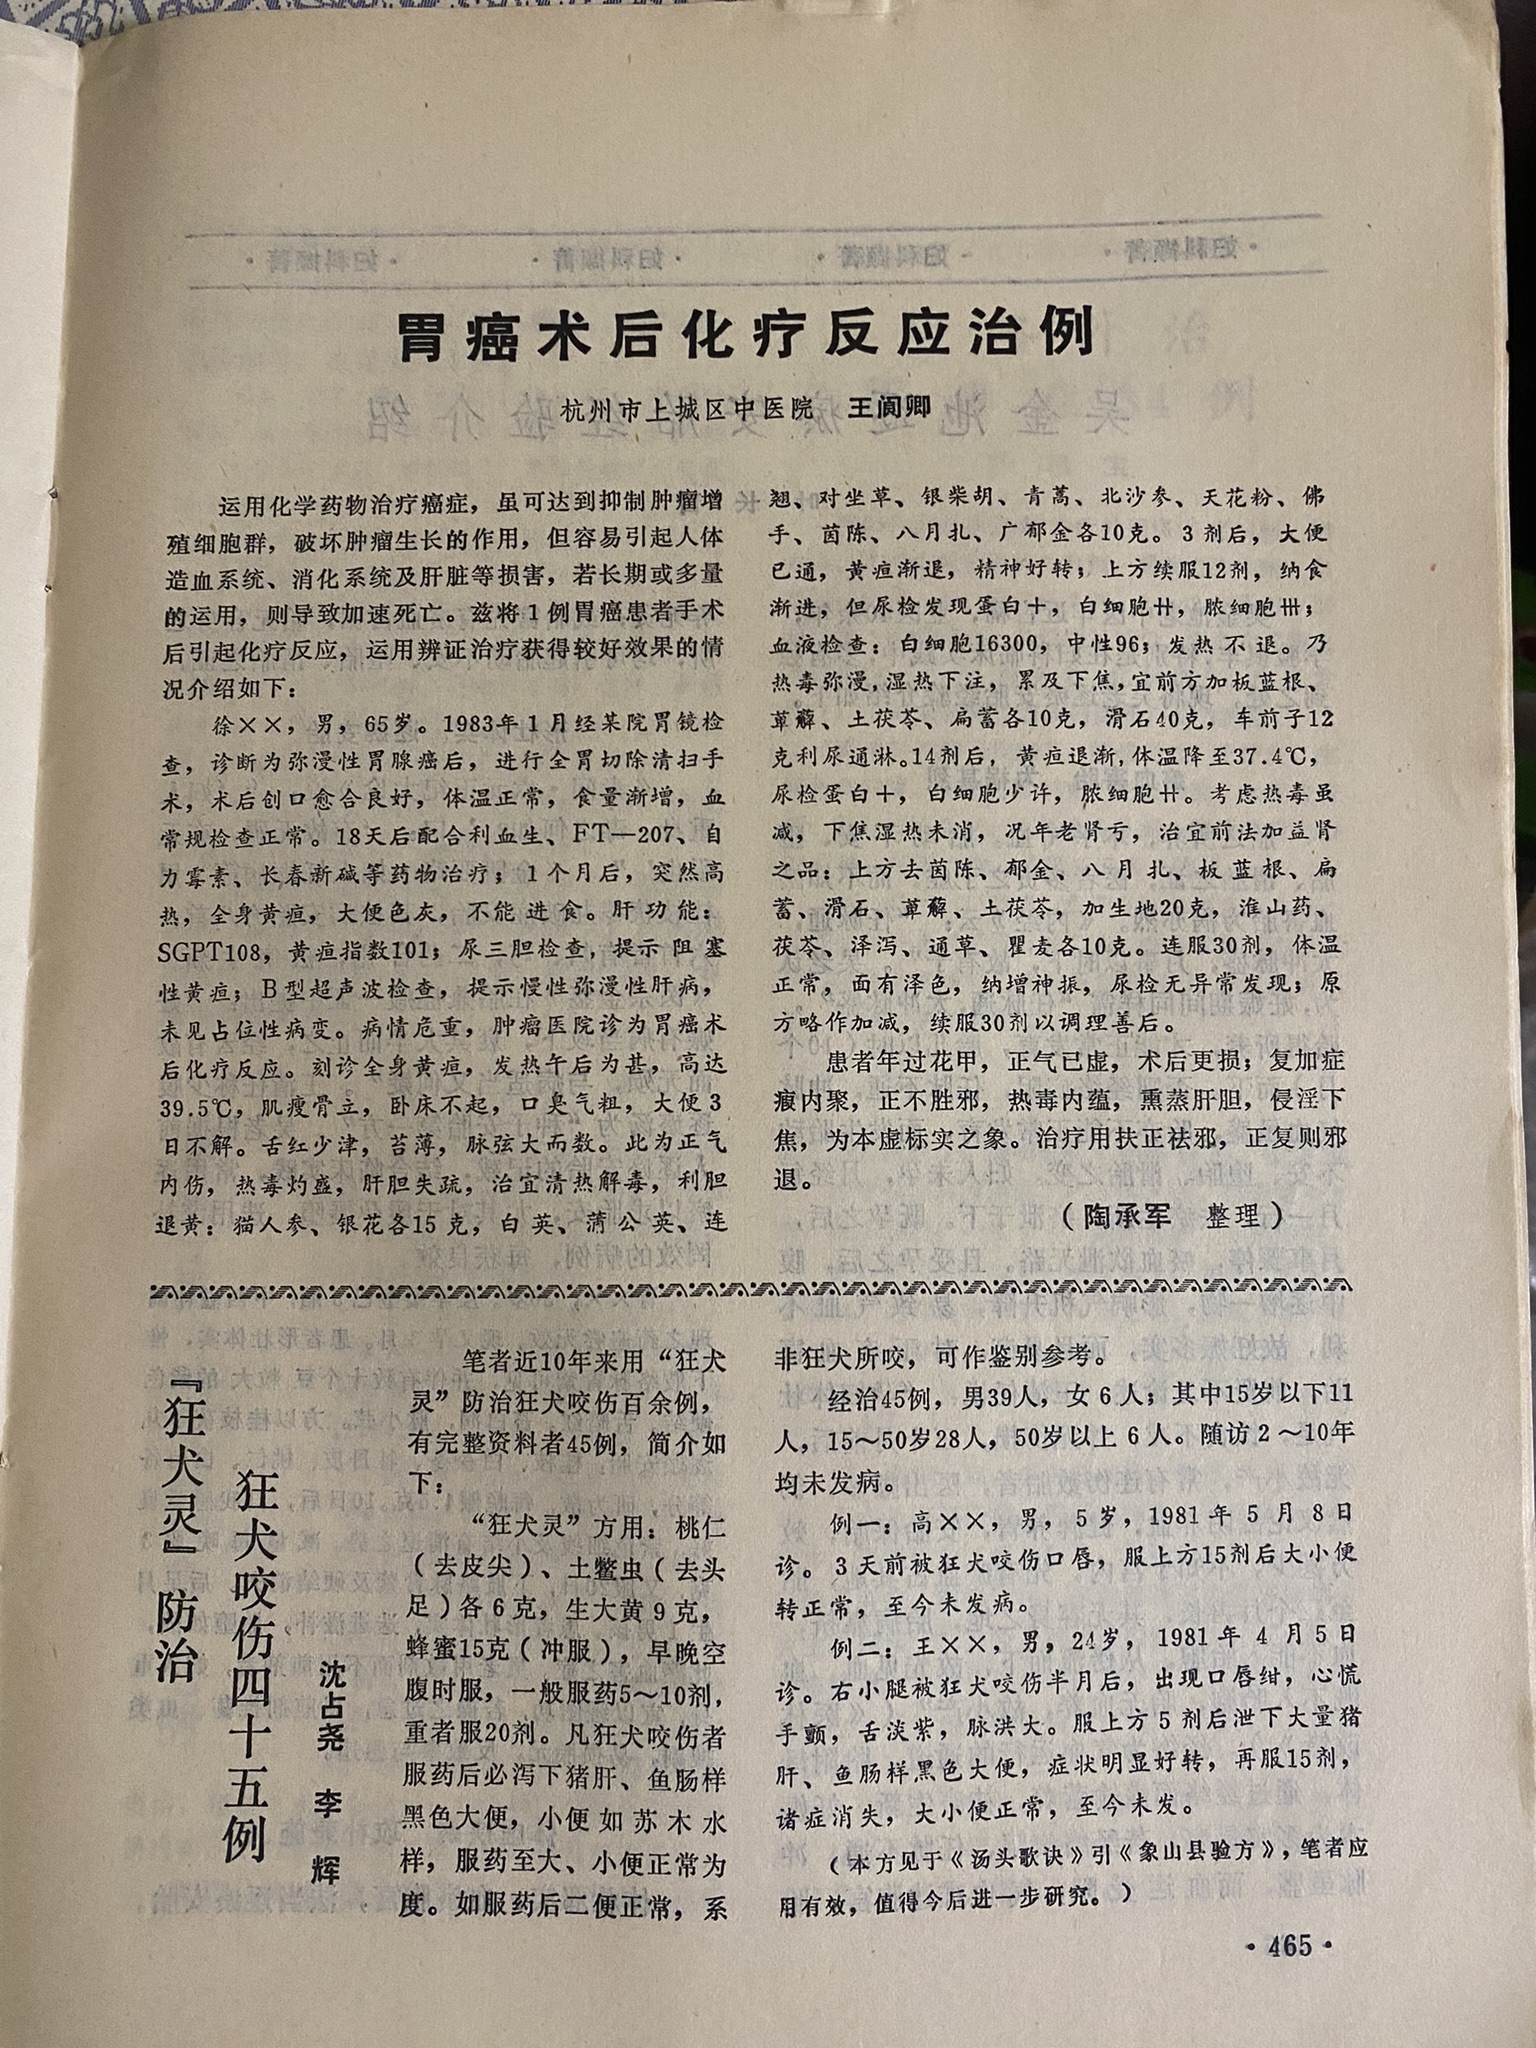 胃癌术后化疗反应治例
杭州市上城区中医院 王阆卿
运用化学药物治疗癌症，虽可达到抑制肿瘤增
殖细胞群，破坏肿瘤生长的作用，但容易引起人体
造血系统、消化系统及肝脏等损害，若长期或多量
的运用，则导致加速死亡。兹将1例胃癌患者手术
后引起化疗反应，运用辨证治疗获得较好效果的情
况介绍如下：
徐××，男，65岁。1983年1月经某院胃镜检
查，诊断为弥漫性胃腺癌后，进行全胃切除清扫手
术，术后创口愈合良好，体温正常，食量渐增，血
常规检查正常。18天后配合利血生、FT—207、自
力霉素、长春新碱等药物治疗；1个月后，突然高
热，全身黄疸，大便色灰，不能进食。肝功能：
SGPT108，黄疸指数101；尿三胆检查，提示阻塞
性黄疸；B型超声波检查，提示慢性弥漫性肝病，
未见占位性病变。病情危重，肿瘤医院诊为胃癌术
后化疗反应。刻诊全身黄疸，发热午后为甚，高达
39.5℃，肌瘦骨立，卧床不起，口臭气粗，大便3
日不解。舌红少津，苔薄，脉弦大而数。此为正气
内伤，热毒灼盛，肝胆失疏，治宜清热解毒，利胆
退黄：猫人参、银花各15克，白英、蒲公英、连
翘、对坐草、银柴胡、青蒿、北沙参、天花粉、佛
手、茵陈、八月扎、广郁金各10克。3剂后，大便
已通，黄疸渐退，精神好转；上方续服12剂，纳食
渐进，但尿检发现蛋白＋，白细胞卄，脓细胞卌；
血液检查：白细胞16300，中性96；发热不退。乃
热毒弥漫，湿热下注，累及下焦，宜前方加板蓝根、
萆薢、土茯苓、扁蓄各10克，滑石40克，车前子12
克利尿通淋。14剂后，黄疸退渐，体温降至37.4℃，
尿检蛋白＋，白细胞少许，脓细胞卄。考虑热毒虽
减，下焦湿热未消，况年老肾亏，治宜前法加益肾
之品：上方去茵陈、郁金、八月扎、板蓝根、扁
蓄、滑石、萆薢、土茯苓，加生地20克，淮山药、
茯苓、泽泻、通草、瞿麦各10克。连服30剂，体温
正常，面有泽色，纳增神振，尿检无异常发现；原
方略作加减，续服30剂以调理善后。
患者年过花甲，正气已虚，术后更损；复加症
瘕内聚，正不胜邪，热毒内蕴，熏蒸肝胆，侵淫下
焦，为本虚标实之象。治疗用扶正祛邪，正复则邪
退。
（陶承军 整理）
『狂犬灵』防治
狂犬咬伤四十五例
沈占尧 李辉
笔者近10年来用“狂犬
灵”防治狂犬咬伤百余例，
有完整资料者45例，简介如
下：
“狂犬灵”方用：桃仁
（去皮尖）、土鳖虫（去头
足）各6克，生大黄9克，
蜂蜜15克（冲服），早晚空
腹时服，一般服药5～10剂，
重者服20剂。凡狂犬咬伤者
服药后必泻下猪肝、鱼肠样
黑色大便，小便如苏木水
样，服药至大、小便正常为
度。如服药后二便正常，系
非狂犬所咬，可作鉴别参考。
经治45例，男39人，女6人；其中15岁以下11
人，15～50岁28人，50岁以上6人。随访2～10年
均未发病。
例一：高××，男，5岁，1981年5月8日
诊。3天前被狂犬咬伤口唇，服上方15剂后大小便
转正常，至今未发病。
例二：王××，男，24岁，1981年4月5日
诊。右小腿被狂犬咬伤半月后，出现口唇绀，心慌
手颤，舌淡紫，脉洪大。服上方5剂后泄下大量猪
肝、鱼肠样黑色大便，症状明显好转，再服15剂，
诸症消失，大小便正常，至今未发。
（本方见于《汤头歌诀》引《象山县验方》，笔者应
用有效，值得今后进一步研究。）
·465·